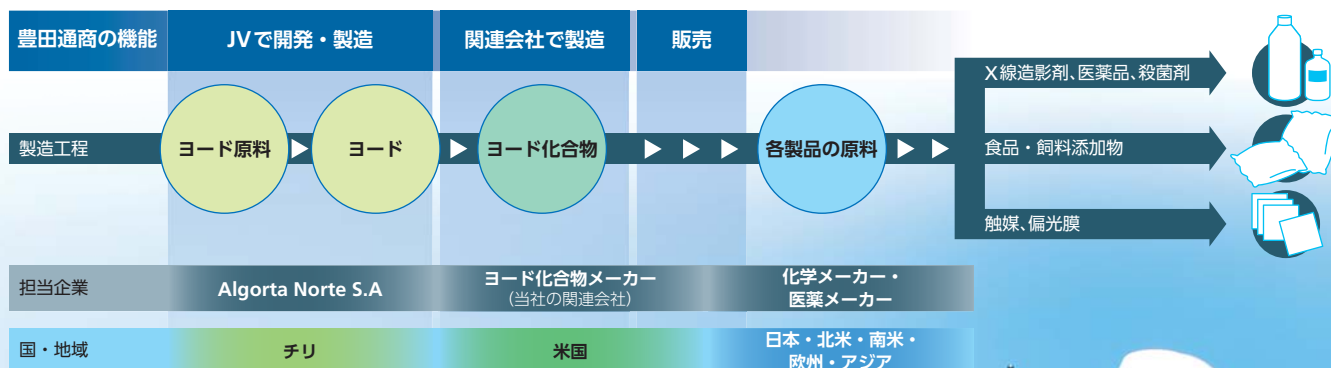 豊田通商の機能
JVで開発・製造
関連会社で製造
販売
X線造影剤、医薬品、殺菌剤
製造工程
ヨード原料
ヨード
ヨード化合物
各製品の原料
食品・飼料添加物
触媒、偏光膜
担当企業
Algorta Norte S.A
ヨード化合物メーカー
(当社の関連会社)
化学メーカー・
医薬メーカー
国・地域
チリ
米国
日本・北米・南米・
欧州・アジア